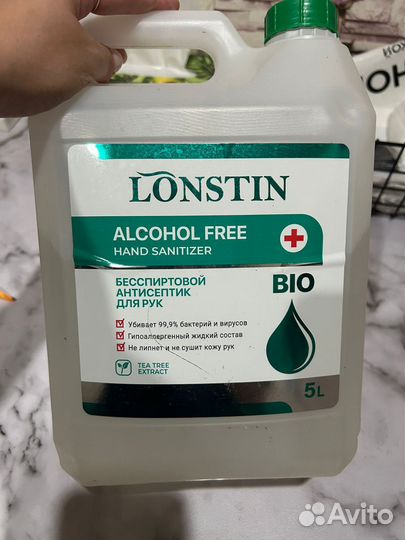 LONSTIN
ALCOHOL FREE
HAND SANITIZER
БЕССПИРТОВОЙ
АНТИСЕПТИК
ДЛЯ РУК
BIO
Убивает 99,9% бактерий и вирусов
Гипоаллергенный жидкий состав
Не липнет и не сушит кожу рук
TEA TREE
EXTRACT
5L
Avito